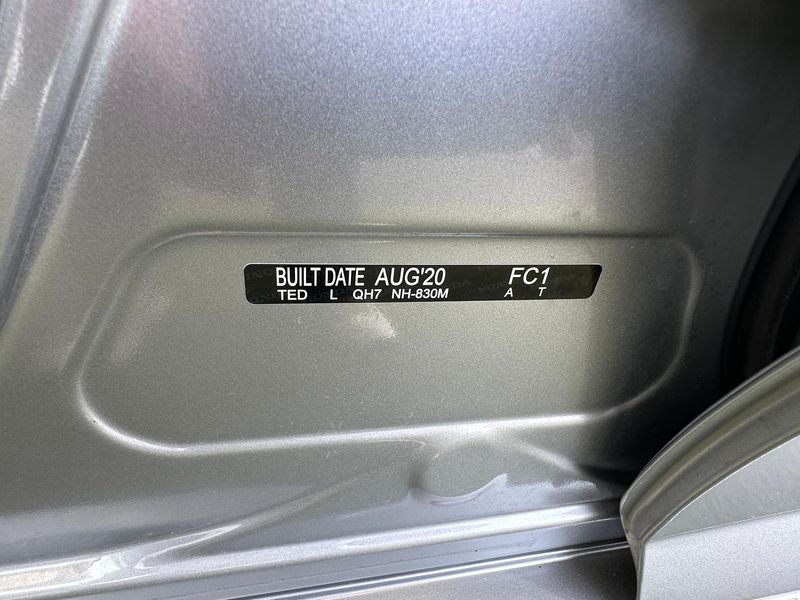 BUILT DATE AUG'20 FC1
TED L QH7 NH-830M A T